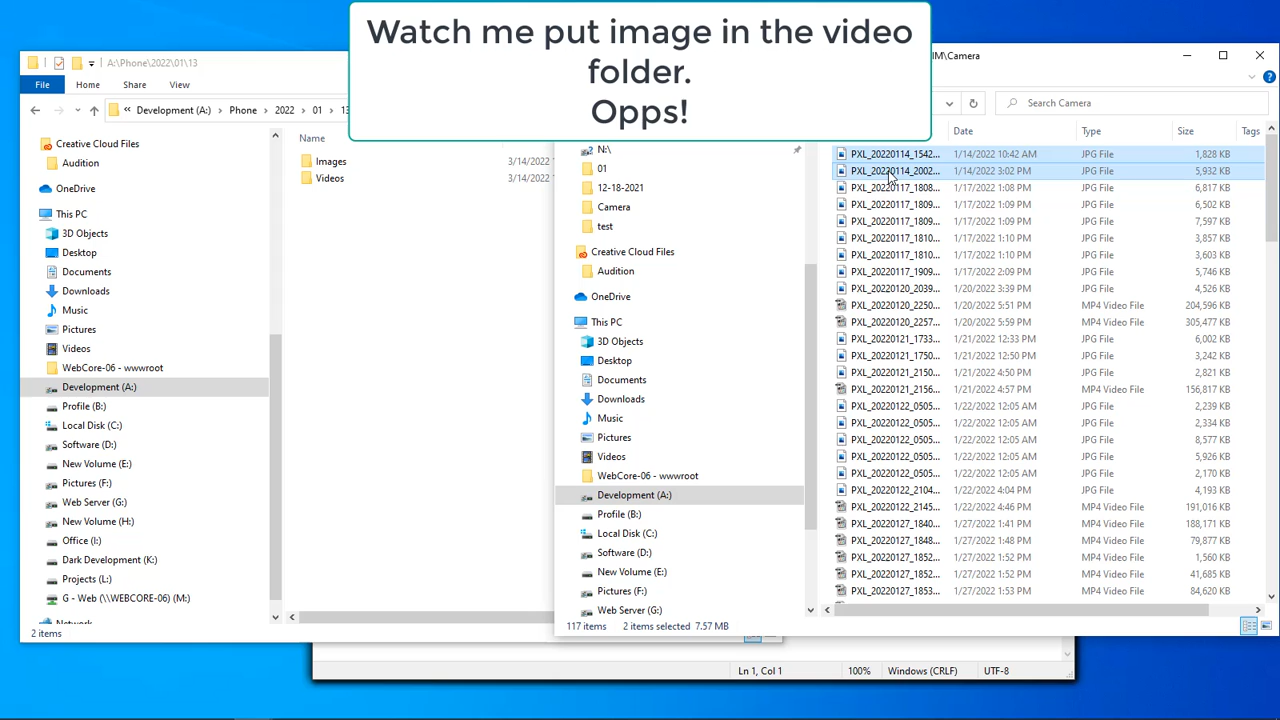 Watch me put image in the video
folder.
Opps!
A:\Phone\2022\01\13
File Home Share View
« Development (A:) > Phone > 2022 > 01 > 13
Creative Cloud Files
Audition
OneDrive
This PC
3D Objects
Desktop
Documents
Downloads
Music
Pictures
Videos
WebCore-06 - wwwroot
Development (A:)
Profile (B:)
Local Disk (C:)
Software (D:)
New Volume (E:)
Pictures (F:)
Web Server (G:)
New Volume (H:)
Office (I:)
Dark Development (K:)
Projects (L:)
G - Web (\\WEBCORE-06) (M:)
Network
2 items
Name
Images 3/14/2022
Videos 3/14/2022
IM\Camera
Search Camera
N:\
01
12-18-2021
Camera
test
Creative Cloud Files
Audition
OneDrive
This PC
3D Objects
Desktop
Documents
Downloads
Music
Pictures
Videos
WebCore-06 - wwwroot
Development (A:)
Profile (B:)
Local Disk (C:)
Software (D:)
New Volume (E:)
Pictures (F:)
Web Server (G:)
Date Type Size Tags
PXL_20220114_1542... 1/14/2022 10:42 AM JPG File 1,828 KB
PXL_20220114_2002... 1/14/2022 3:02 PM JPG File 5,932 KB
PXL_20220117_1808... 1/17/2022 1:08 PM JPG File 6,817 KB
PXL_20220117_1809... 1/17/2022 1:09 PM JPG File 6,502 KB
PXL_20220117_1809... 1/17/2022 1:09 PM JPG File 7,597 KB
PXL_20220117_1810... 1/17/2022 1:10 PM JPG File 3,857 KB
PXL_20220117_1810... 1/17/2022 1:10 PM JPG File 3,603 KB
PXL_20220117_1909... 1/17/2022 2:09 PM JPG File 5,746 KB
PXL_20220120_2039... 1/20/2022 3:39 PM JPG File 4,526 KB
PXL_20220120_2250... 1/20/2022 5:51 PM MP4 Video File 204,596 KB
PXL_20220120_2257... 1/20/2022 5:59 PM MP4 Video File 305,477 KB
PXL_20220121_1733... 1/21/2022 12:33 PM JPG File 6,002 KB
PXL_20220121_1750... 1/21/2022 12:50 PM JPG File 3,242 KB
PXL_20220121_2150... 1/21/2022 4:50 PM JPG File 2,821 KB
PXL_20220121_2156... 1/21/2022 4:57 PM MP4 Video File 156,817 KB
PXL_20220122_0505... 1/22/2022 12:05 AM JPG File 2,239 KB
PXL_20220122_0505... 1/22/2022 12:05 AM JPG File 2,334 KB
PXL_20220122_0505... 1/22/2022 12:05 AM JPG File 8,577 KB
PXL_20220122_0505... 1/22/2022 12:05 AM JPG File 5,926 KB
PXL_20220122_0505... 1/22/2022 12:05 AM JPG File 2,170 KB
PXL_20220122_2104... 1/22/2022 4:04 PM JPG File 4,193 KB
PXL_20220122_2145... 1/22/2022 4:46 PM MP4 Video File 191,016 KB
PXL_20220127_1840... 1/27/2022 1:41 PM MP4 Video File 188,171 KB
PXL_20220127_1848... 1/27/2022 1:48 PM MP4 Video File 79,877 KB
PXL_20220127_1852... 1/27/2022 1:52 PM MP4 Video File 1,560 KB
PXL_20220127_1852... 1/27/2022 1:52 PM MP4 Video File 41,685 KB
PXL_20220127_1853... 1/27/2022 1:53 PM MP4 Video File 84,620 KB
117 items 2 items selected 7.57 MB
Ln 1, Col 1 100% Windows (CRLF) UTF-8